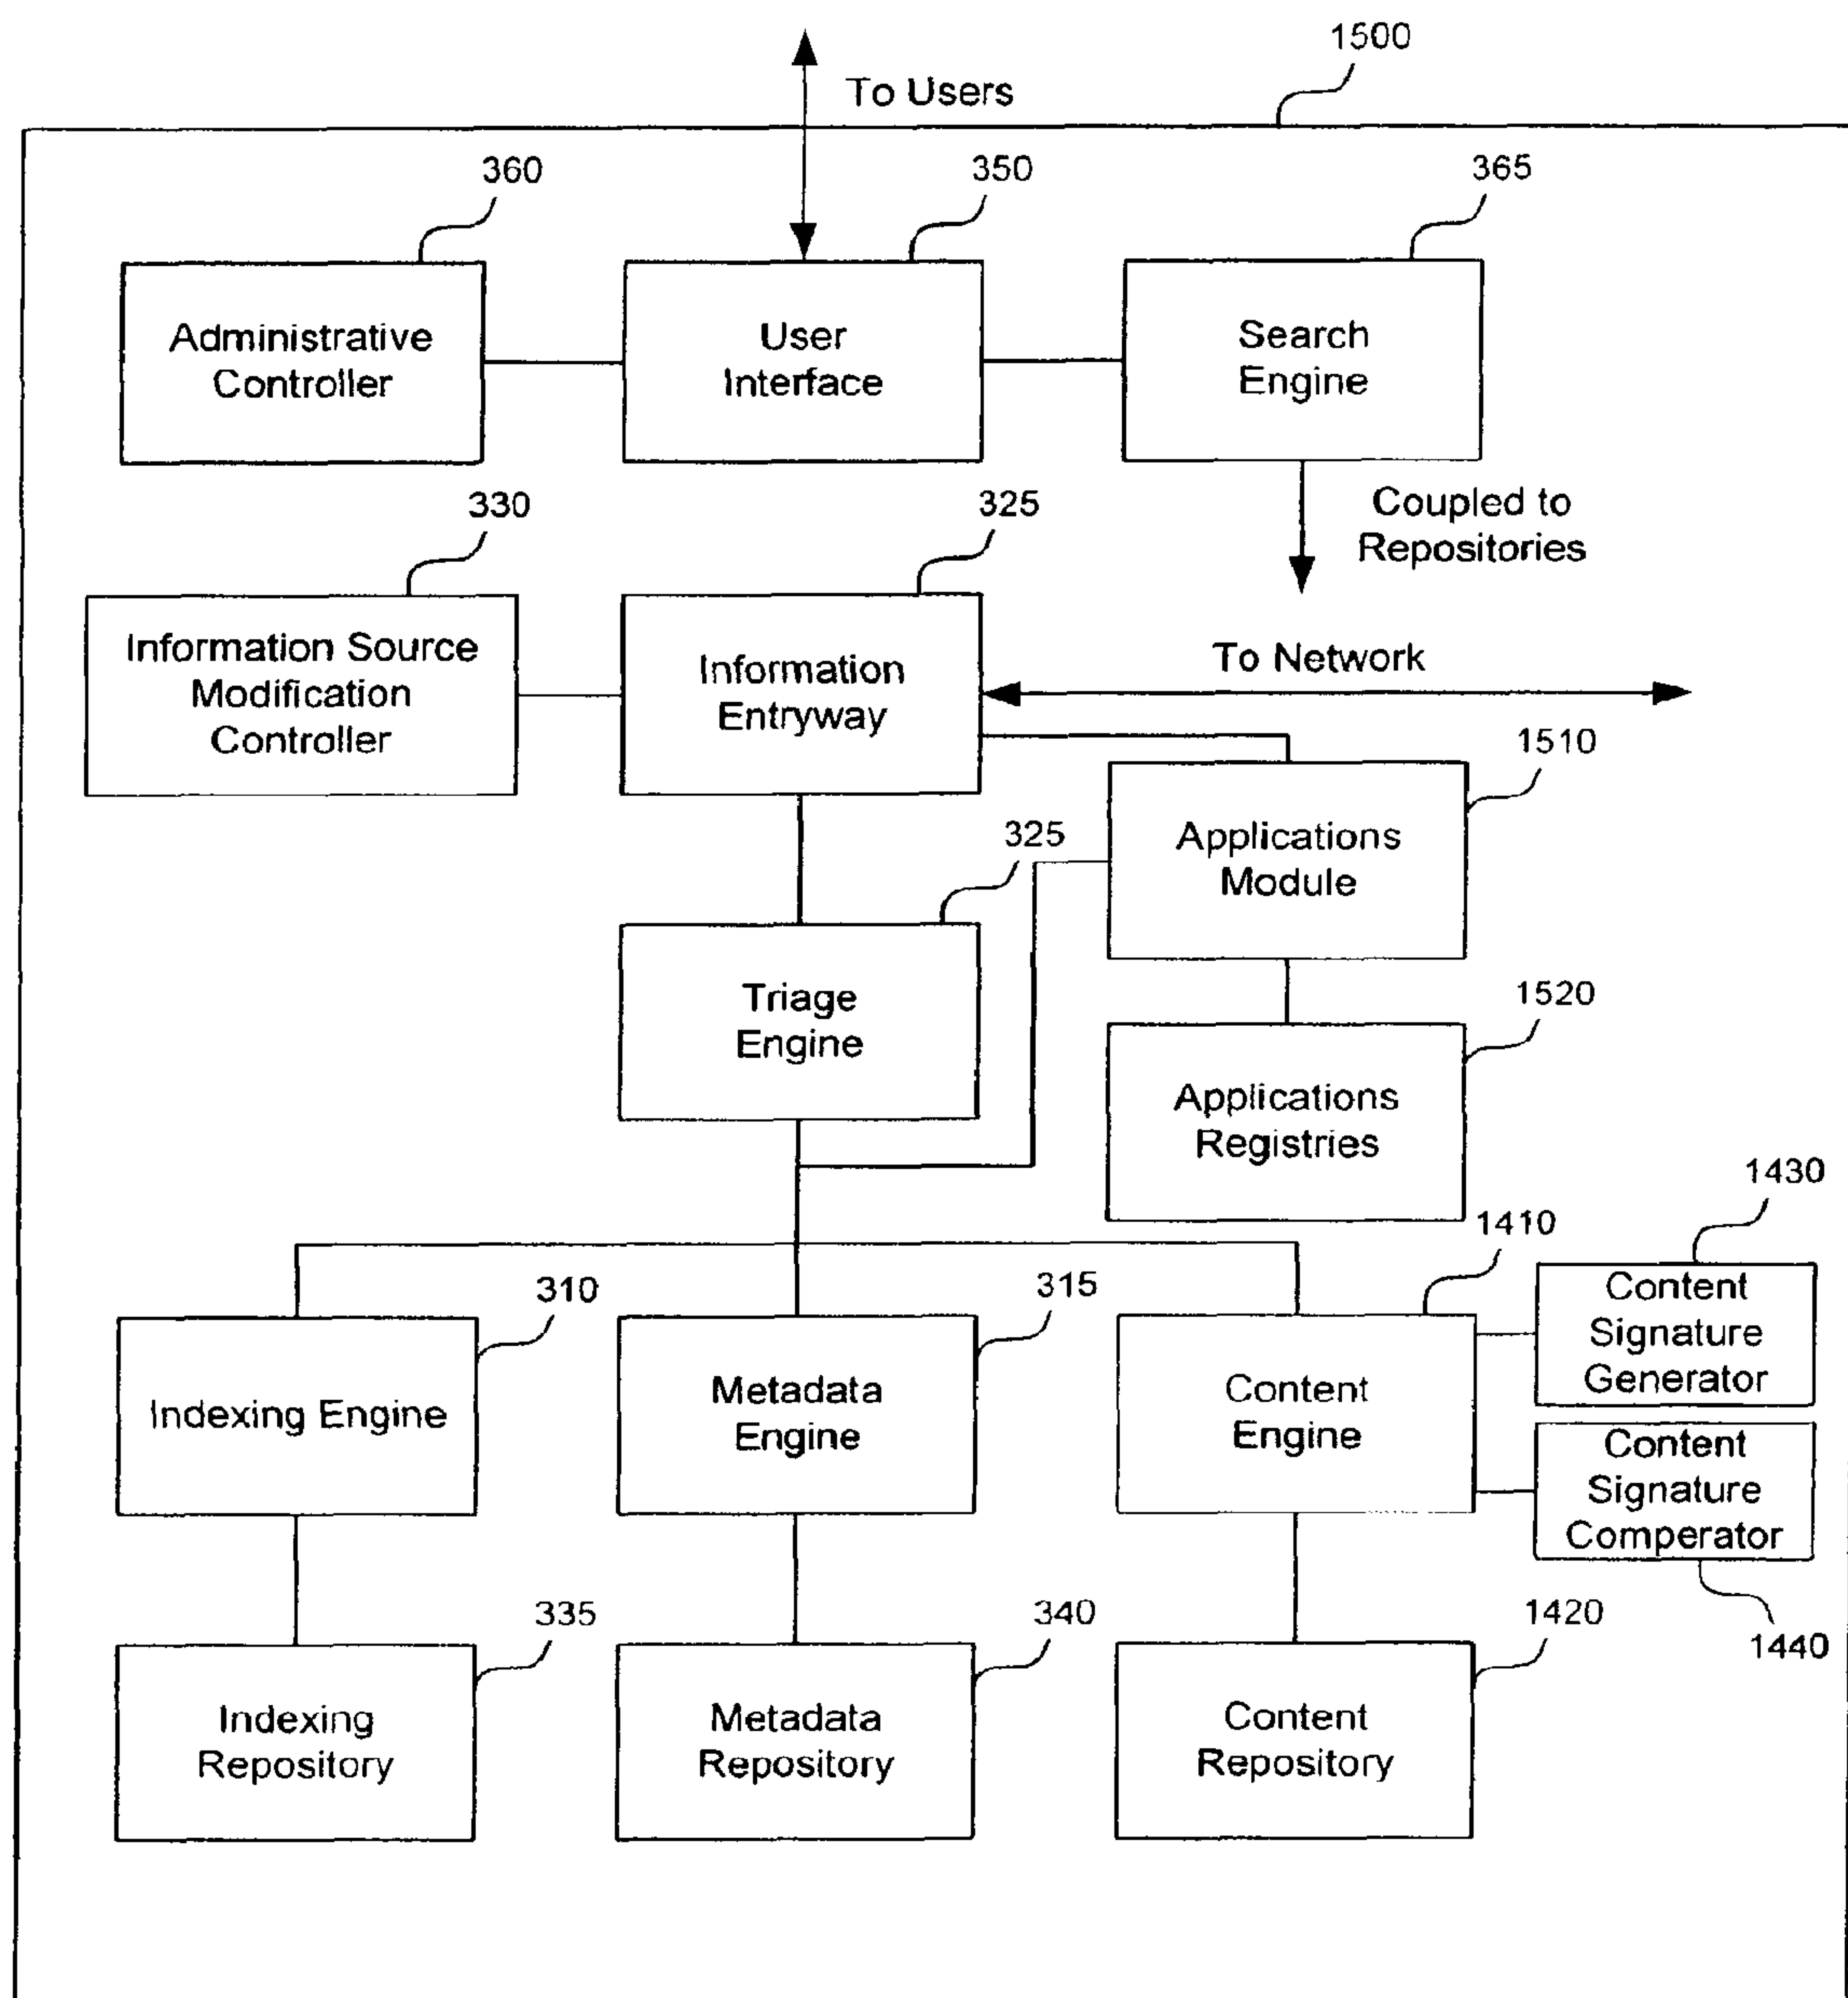 1500
To Users
360
350
365
Administrative
Controller
User
Interface
Search
Engine
330
325
Coupled to
Repositories
Information Source
Modification
Controller
Information
Entryway
To Network
1510
325
Applications
Module
Triage
Engine
1520
Applications
Registries
1430
1410
310
315
Content
Signature
Generator
Indexing Engine
Metadata
Engine
Content
Engine
Content
Signature
Comperator
335
340
1420
1440
Indexing
Repository
Metadata
Repository
Content
Repository